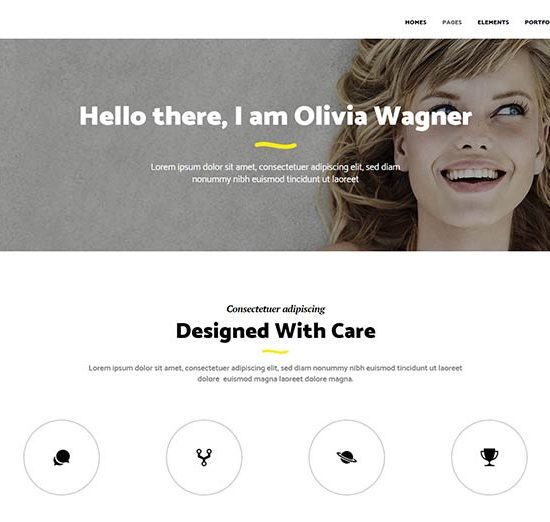 HOMES PAGES ELEMENTS
Hello there, I am Olivia Wagner
Lorem ipsum dolor sit amet, consectetuer adipiscing elit, sed diam
nonummy nibh euismod tincidunt ut laoreet
Consectetuer adipiscing
Designed With Care
Lorem ipsum dolor sit amet, consectetuer adipiscing elit, sed diam nonummy nibh euismod tincidunt ut laoreet
dolore euismod magna laoreet dolore magna.